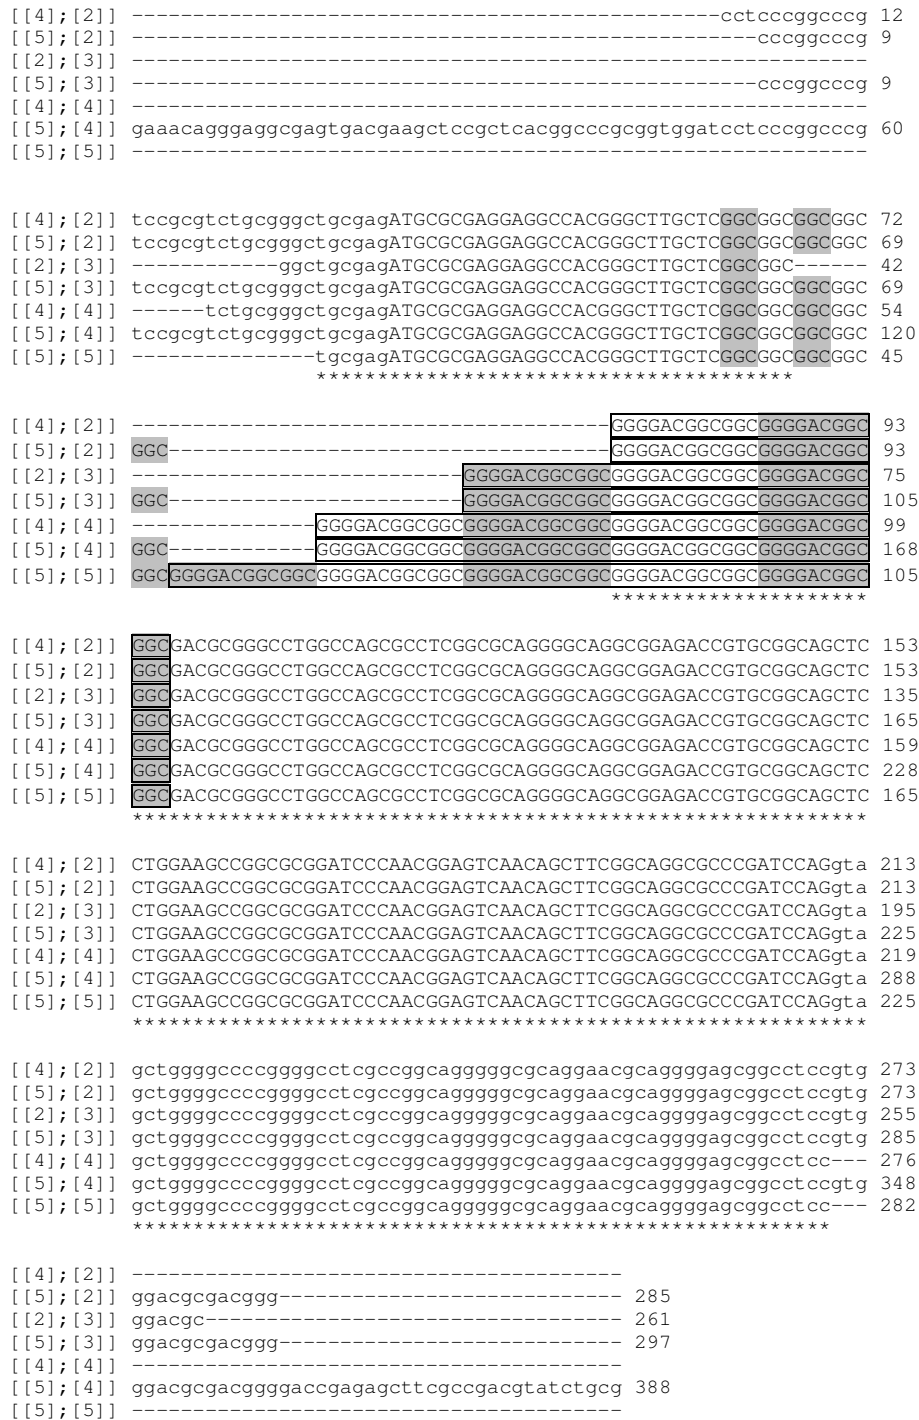 [[4];[2]] ------------------------------------------------cctcccggcccg 12
[[5];[2]] ---------------------------------------------------cccggcccg 9
[[2];[3]] ------------------------------------------------------------
[[5];[3]] ---------------------------------------------------cccggcccg 9
[[4];[4]] ------------------------------------------------------------
[[5];[4]] gaaacagggaggcgagtgacgaagctccgctcacggcccgcggtggatcctcccggcccg 60
[[5];[5]] ------------------------------------------------------------
[[4];[2]] tccgcgtctgcgggctgcgagATGCGCGAGGAGGCCACGGGCTTGCTCGGCGGCGGCGGC 72
[[5];[2]] tccgcgtctgcgggctgcgagATGCGCGAGGAGGCCACGGGCTTGCTCGGCGGCGGCGGC 69
[[2];[3]] ------------ggctgcgagATGCGCGAGGAGGCCACGGGCTTGCTCGGCGGC------ 42
[[5];[3]] tccgcgtctgcgggctgcgagATGCGCGAGGAGGCCACGGGCTTGCTCGGCGGCGGCGGC 69
[[4];[4]] ------tctgcgggctgcgagATGCGCGAGGAGGCCACGGGCTTGCTCGGCGGCGGCGGC 54
[[5];[4]] tccgcgtctgcgggctgcgagATGCGCGAGGAGGCCACGGGCTTGCTCGGCGGCGGCGGC 120
[[5];[5]] ---------------tgcgagATGCGCGAGGAGGCCACGGGCTTGCTCGGCGGCGGCGGC 45
***************************************
[[4];[2]] ---------------------------------------GGGGACGGCGGCGGGGACGGC 93
[[5];[2]] GGC------------------------------------GGGGACGGCGGCGGGGACGGC 93
[[2];[3]] ---------------------------GGGGACGGCGGCGGGGACGGCGGCGGGGACGGC 75
[[5];[3]] GGC------------------------GGGGACGGCGGCGGGGACGGCGGCGGGGACGGC 105
[[4];[4]] ---------------GGGGACGGCGGCGGGGACGGCGGCGGGGACGGCGGCGGGGACGGC 99
[[5];[4]] GGC------------GGGGACGGCGGCGGGGACGGCGGCGGGGACGGCGGCGGGGACGGC 168
[[5];[5]] GGCGGGGACGGCGGCGGGGACGGCGGCGGGGACGGCGGCGGGGACGGCGGCGGGGACGGC 105
*********************
[[4];[2]] GGCGACGCGGGCCTGGCCAGCGCCTCGGCGCAGGGGCAGGCGGAGACCGTGCGGCAGCTC 153
[[5];[2]] GGCGACGCGGGCCTGGCCAGCGCCTCGGCGCAGGGGCAGGCGGAGACCGTGCGGCAGCTC 153
[[2];[3]] GGCGACGCGGGCCTGGCCAGCGCCTCGGCGCAGGGGCAGGCGGAGACCGTGCGGCAGCTC 135
[[5];[3]] GGCGACGCGGGCCTGGCCAGCGCCTCGGCGCAGGGGCAGGCGGAGACCGTGCGGCAGCTC 165
[[4];[4]] GGCGACGCGGGCCTGGCCAGCGCCTCGGCGCAGGGGCAGGCGGAGACCGTGCGGCAGCTC 159
[[5];[4]] GGCGACGCGGGCCTGGCCAGCGCCTCGGCGCAGGGGCAGGCGGAGACCGTGCGGCAGCTC 228
[[5];[5]] GGCGACGCGGGCCTGGCCAGCGCCTCGGCGCAGGGGCAGGCGGAGACCGTGCGGCAGCTC 165
************************************************************
[[4];[2]] CTGGAAGCCGGCGCGGATCCCAACGGAGTCAACAGCTTCGGCAGGCGCCCGATCCAGgta 213
[[5];[2]] CTGGAAGCCGGCGCGGATCCCAACGGAGTCAACAGCTTCGGCAGGCGCCCGATCCAGgta 213
[[2];[3]] CTGGAAGCCGGCGCGGATCCCAACGGAGTCAACAGCTTCGGCAGGCGCCCGATCCAGgta 195
[[5];[3]] CTGGAAGCCGGCGCGGATCCCAACGGAGTCAACAGCTTCGGCAGGCGCCCGATCCAGgta 225
[[4];[4]] CTGGAAGCCGGCGCGGATCCCAACGGAGTCAACAGCTTCGGCAGGCGCCCGATCCAGgta 219
[[5];[4]] CTGGAAGCCGGCGCGGATCCCAACGGAGTCAACAGCTTCGGCAGGCGCCCGATCCAGgta 288
[[5];[5]] CTGGAAGCCGGCGCGGATCCCAACGGAGTCAACAGCTTCGGCAGGCGCCCGATCCAGgta 225
************************************************************
[[4];[2]] gctggggccccggggcctcgccggcagggggcgcaggaacgcaggggagcggcctccgtg 273
[[5];[2]] gctggggccccggggcctcgccggcagggggcgcaggaacgcaggggagcggcctccgtg 273
[[2];[3]] gctggggccccggggcctcgccggcagggggcgcaggaacgcaggggagcggcctccgtg 255
[[5];[3]] gctggggccccggggcctcgccggcagggggcgcaggaacgcaggggagcggcctccgtg 285
[[4];[4]] gctggggccccggggcctcgccggcagggggcgcaggaacgcaggggagcggcctcc--- 276
[[5];[4]] gctggggccccggggcctcgccggcagggggcgcaggaacgcaggggagcggcctccgtg 348
[[5];[5]] gctggggccccggggcctcgccggcagggggcgcaggaacgcaggggagcggcctcc--- 282
*********************************************************
[[4];[2]] ----------------------------------------
[[5];[2]] ggacgcgacggg---------------------------- 285
[[2];[3]] ggacgc---------------------------------- 261
[[5];[3]] ggacgcgacggg---------------------------- 297
[[4];[4]] ----------------------------------------
[[5];[4]] ggacgcgacggggaccgagagcttcgccgacgtatctgcg 388
[[5];[5]] ----------------------------------------